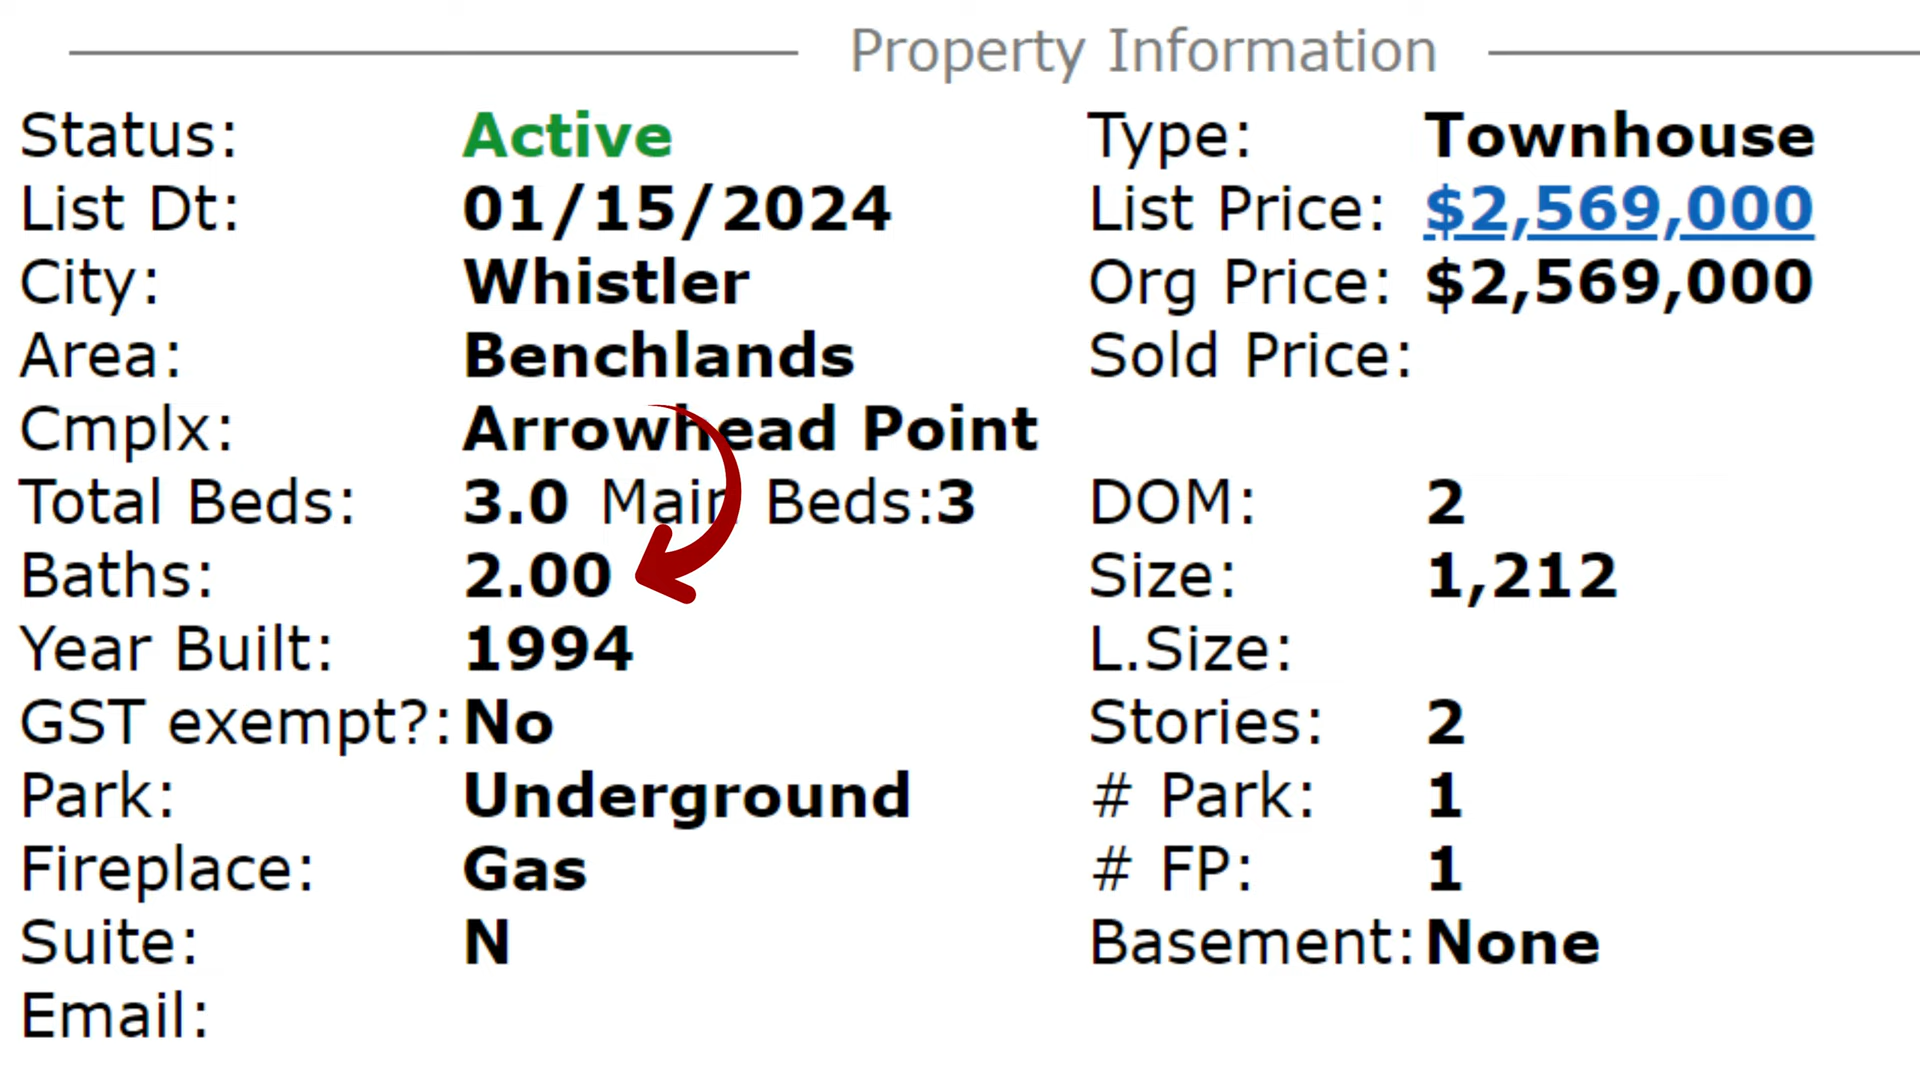 Property Information
Status: Active Type: Townhouse
List Dt: 01/15/2024 List Price: $2,569,000
City: Whistler Org Price: $2,569,000
Area: Benchlands Sold Price:
Cmplx: Arrowhead Point
Total Beds: 3.0 Main Beds:3 DOM: 2
Baths: 2.00 Size: 1,212
Year Built: 1994 L.Size:
GST exempt?: No Stories: 2
Park: Underground # Park: 1
Fireplace: Gas # FP: 1
Suite: N Basement: None
Email: